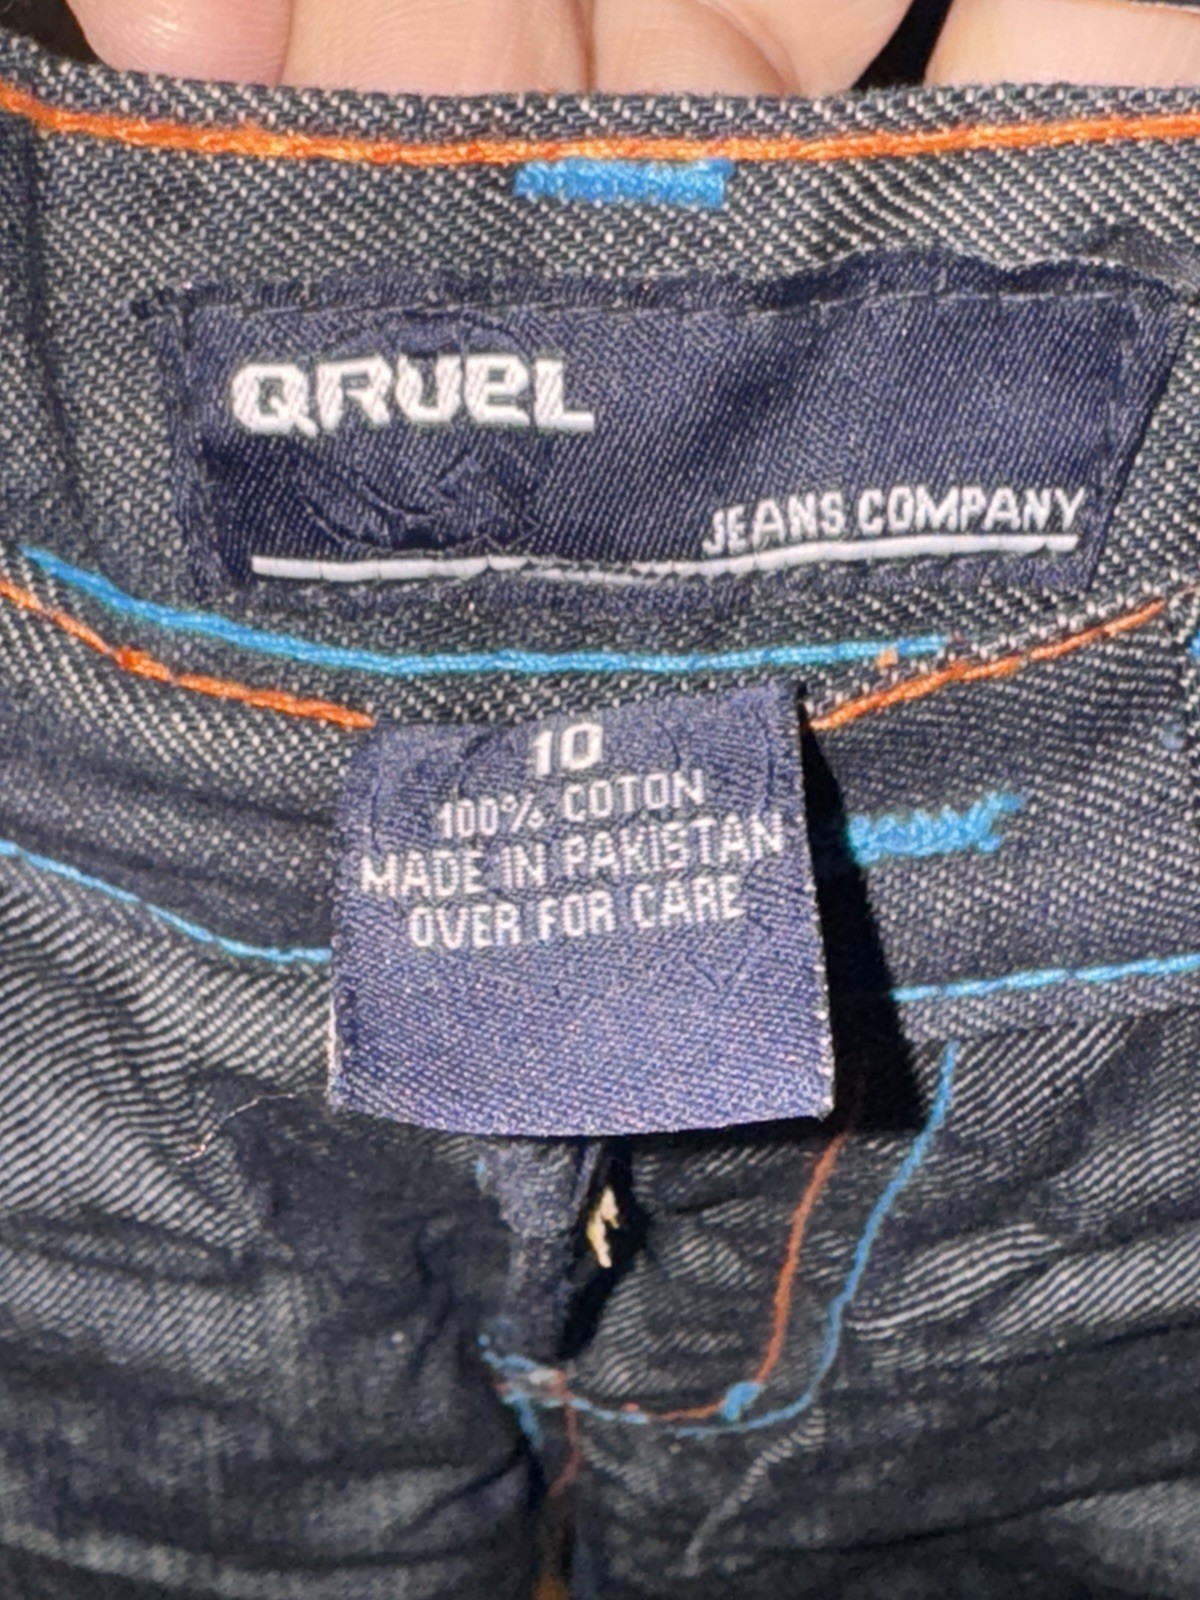 QRUEL
JEANS COMPANY
10
100% COTON
MADE IN PAKISTAN
OVER FOR CARE